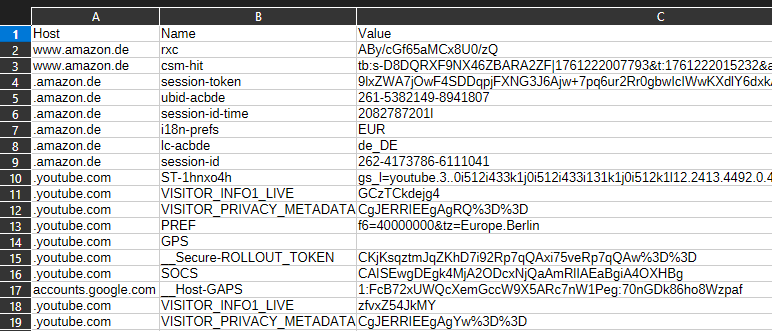 A B C
1 Host Name Value
2 www.amazon.de rxc ABy/cGf65aMCx8U0/zQ
3 www.amazon.de csm-hit tb:s-D8DQRXF9NX46ZBARA2ZF|1761222007793&t:1761222015232&a
4 .amazon.de session-token 9lxZWA7jOwF4SDDqpjFXNG3J6Ajw+7pq6ur2Rr0gbwIcIWwKXdlY6dxk
5 .amazon.de ubid-acbde 261-5382149-8941807
6 .amazon.de session-id-time 2082787201l
7 .amazon.de i18n-prefs EUR
8 .amazon.de lc-acbde de_DE
9 .amazon.de session-id 262-4173786-6111041
10 .youtube.com ST-1hnxo4h gs_l=youtube.3..0i512i433k1j0i512i433i131k1j0i512k1l12.2413.4492.0.4
11 .youtube.com VISITOR_INFO1_LIVE GCzTCkdejg4
12 .youtube.com VISITOR_PRIVACY_METADATA CgJERRIEEgAgRQ%3D%3D
13 .youtube.com PREF f6=40000000&tz=Europe.Berlin
14 .youtube.com GPS
15 .youtube.com __Secure-ROLLOUT_TOKEN CKjKsqztmJqZKhD7i92Rp7qQAxi75veRp7qQAw%3D%3D
16 .youtube.com SOCS CAISEwgDEgk4MjA2ODcxNjQaAmRlIAEaBgiA4OXHBg
17 accounts.google.com __Host-GAPS 1:FcB72xUWQcXemGccW9X5ARc7nW1Peg:70nGDk86ho8Wzpaf
18 .youtube.com VISITOR_INFO1_LIVE zfvxZ54JkMY
19 .youtube.com VISITOR_PRIVACY_METADATA CgJERRIEEgAgYw%3D%3D